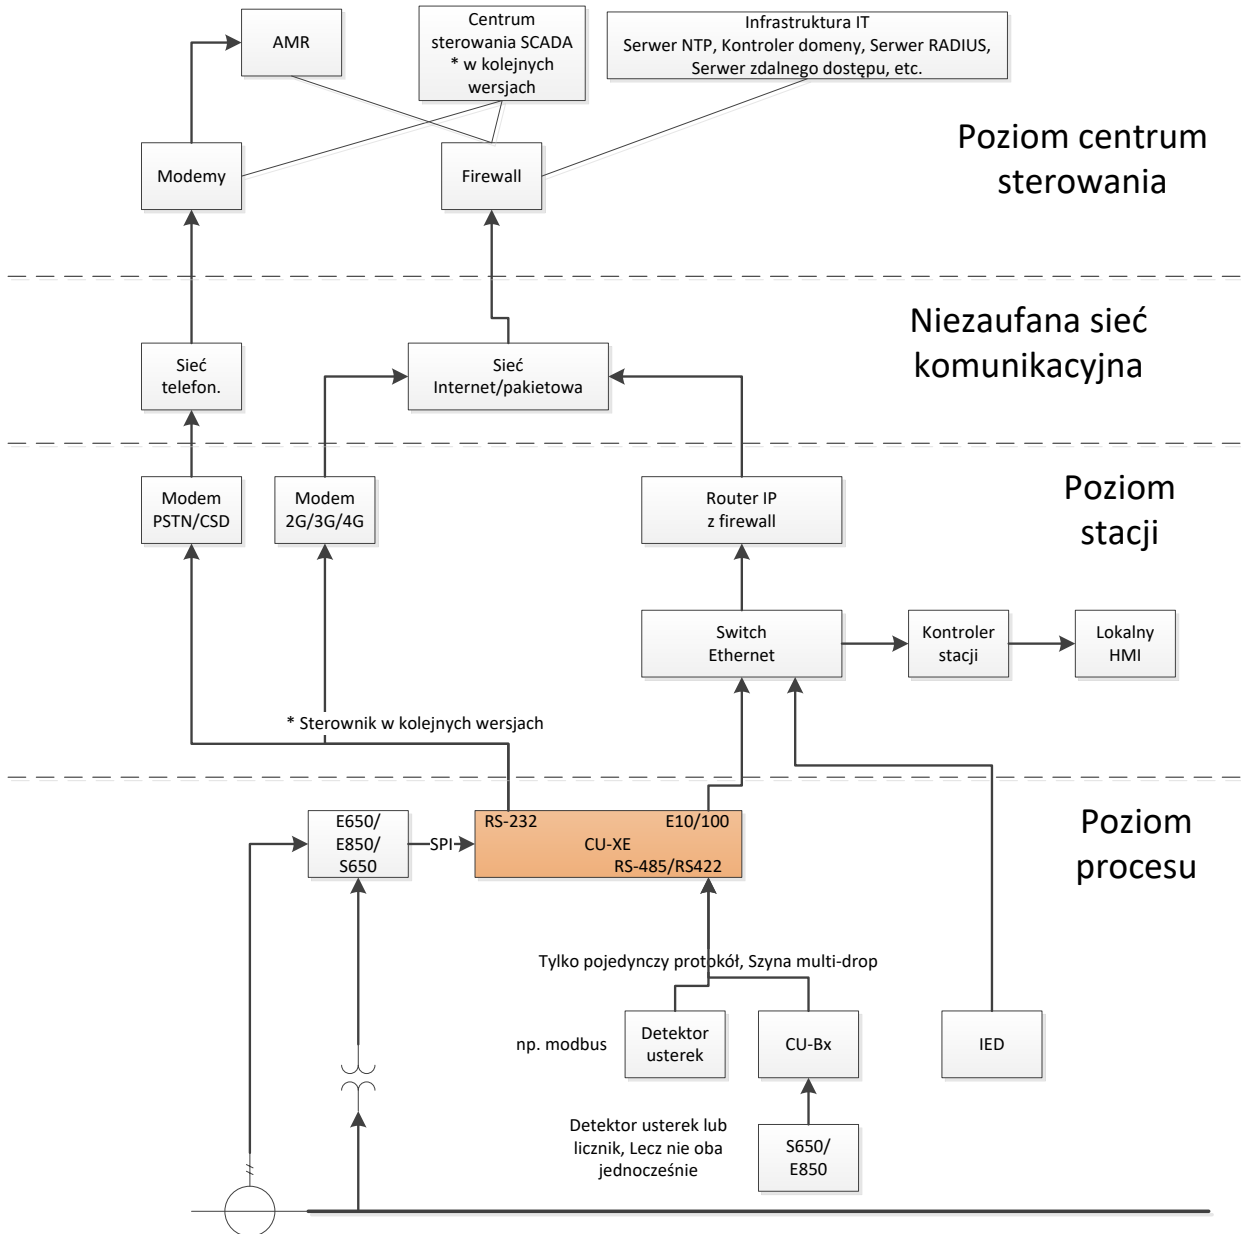 AMR
Centrum
sterowania SCADA
* w kolejnych
wersjach
Infrastruktura IT
Serwer NTP, Kontroler domeny, Serwer RADIUS,
Serwer zdalnego dostępu, etc.
Poziom centrum
sterowania
Modemy
Firewall
Niezaufana sieć
komunikacyjna
Sieć
telefon.
Sieć
Internet/pakietowa
Poziom
stacji
Modem
PSTN/CSD
Modem
2G/3G/4G
Router IP
z firewall
Switch
Ethernet
Kontroler
stacji
Lokalny
HMI
* Sterownik w kolejnych wersjach
Poziom
procesu
E650/
E850/
S650
SPI
RS-232
E10/100
CU-XE
RS-485/RS422
Tylko pojedynczy protokół, Szyna multi-drop
np. modbus
Detektor
usterek
CU-Bx
IED
Detektor usterek lub
licznik, Lecz nie oba
jednocześnie
S650/
E850